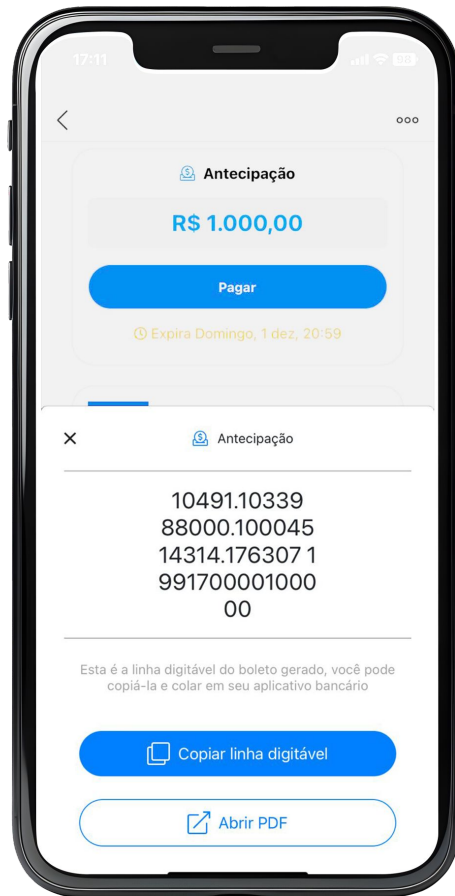 17:11
Antecipação
R$ 1.000,00
Pagar
Expira Domingo, 1 dez, 20:59
Antecipação
10491.10339
88000.100045
14314.176307 1
991700001000
00
Esta é a linha digitável do boleto gerado, você pode
copiá-la e colar em seu aplicativo bancário
Copiar linha digitável
Abrir PDF